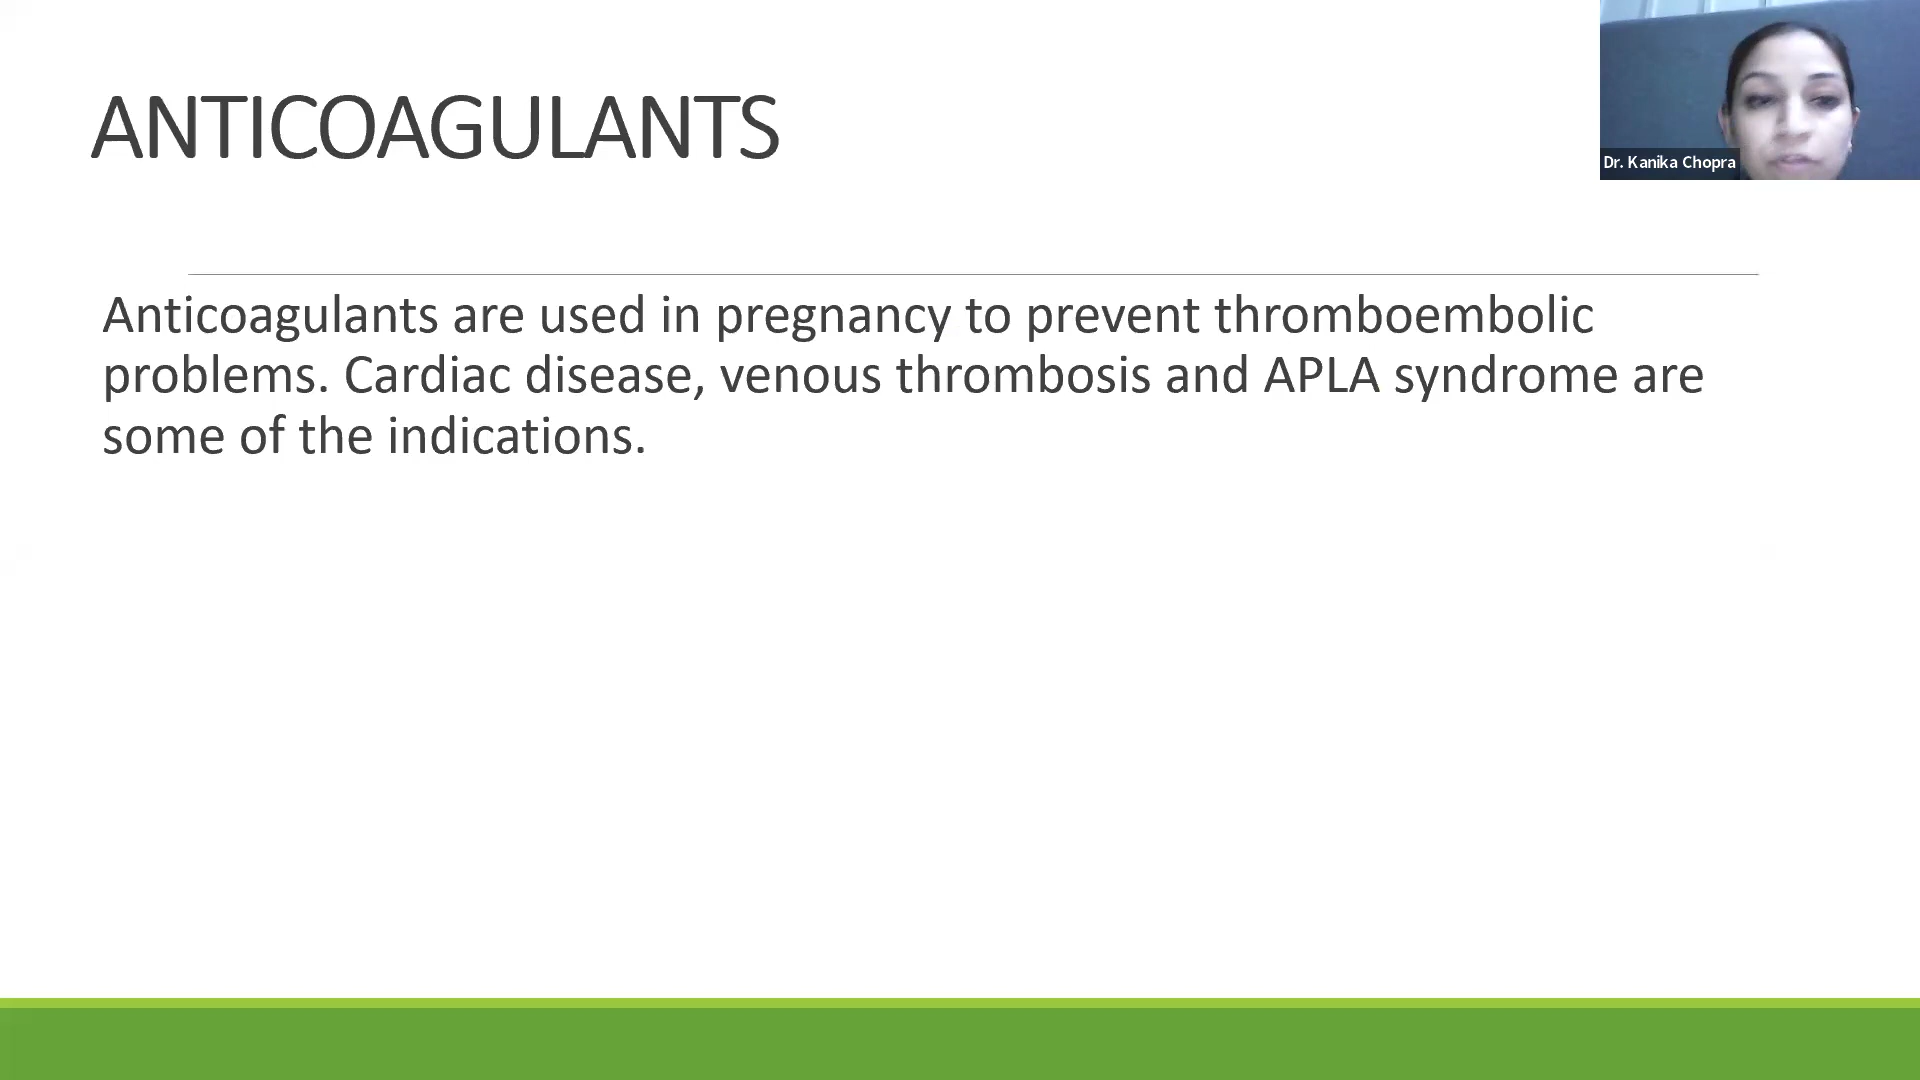 ANTICOAGULANTS
Dr. Kanika Chopra
Anticoagulants are used in pregnancy to prevent thromboembolic
problems. Cardiac disease, venous thrombosis and APLA syndrome are
some of the indications.